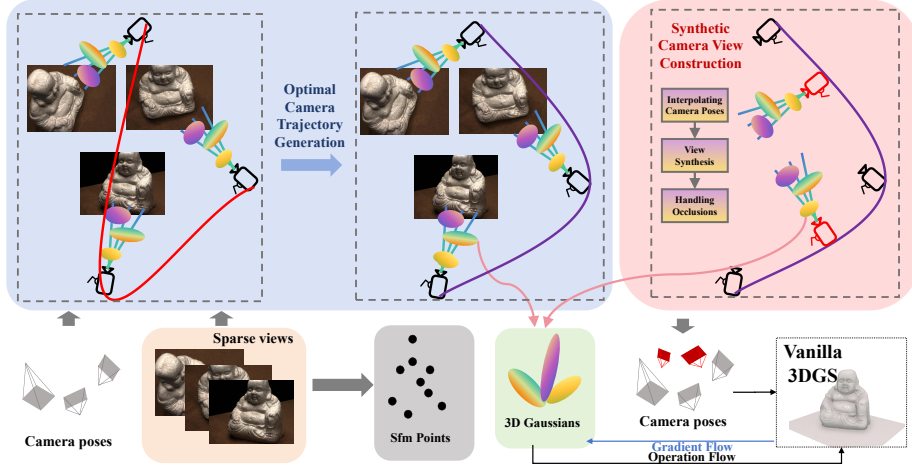 Optimal
Camera
Trajectory
Generation
Synthetic
Camera View
Construction
Interpolating
Camera Poses
View
Synthesis
Handling
Occlusions
Sparse views
Camera poses
Sfm Points
3D Gaussians
Camera poses
Vanilla
3DGS
Gradient Flow
Operation Flow